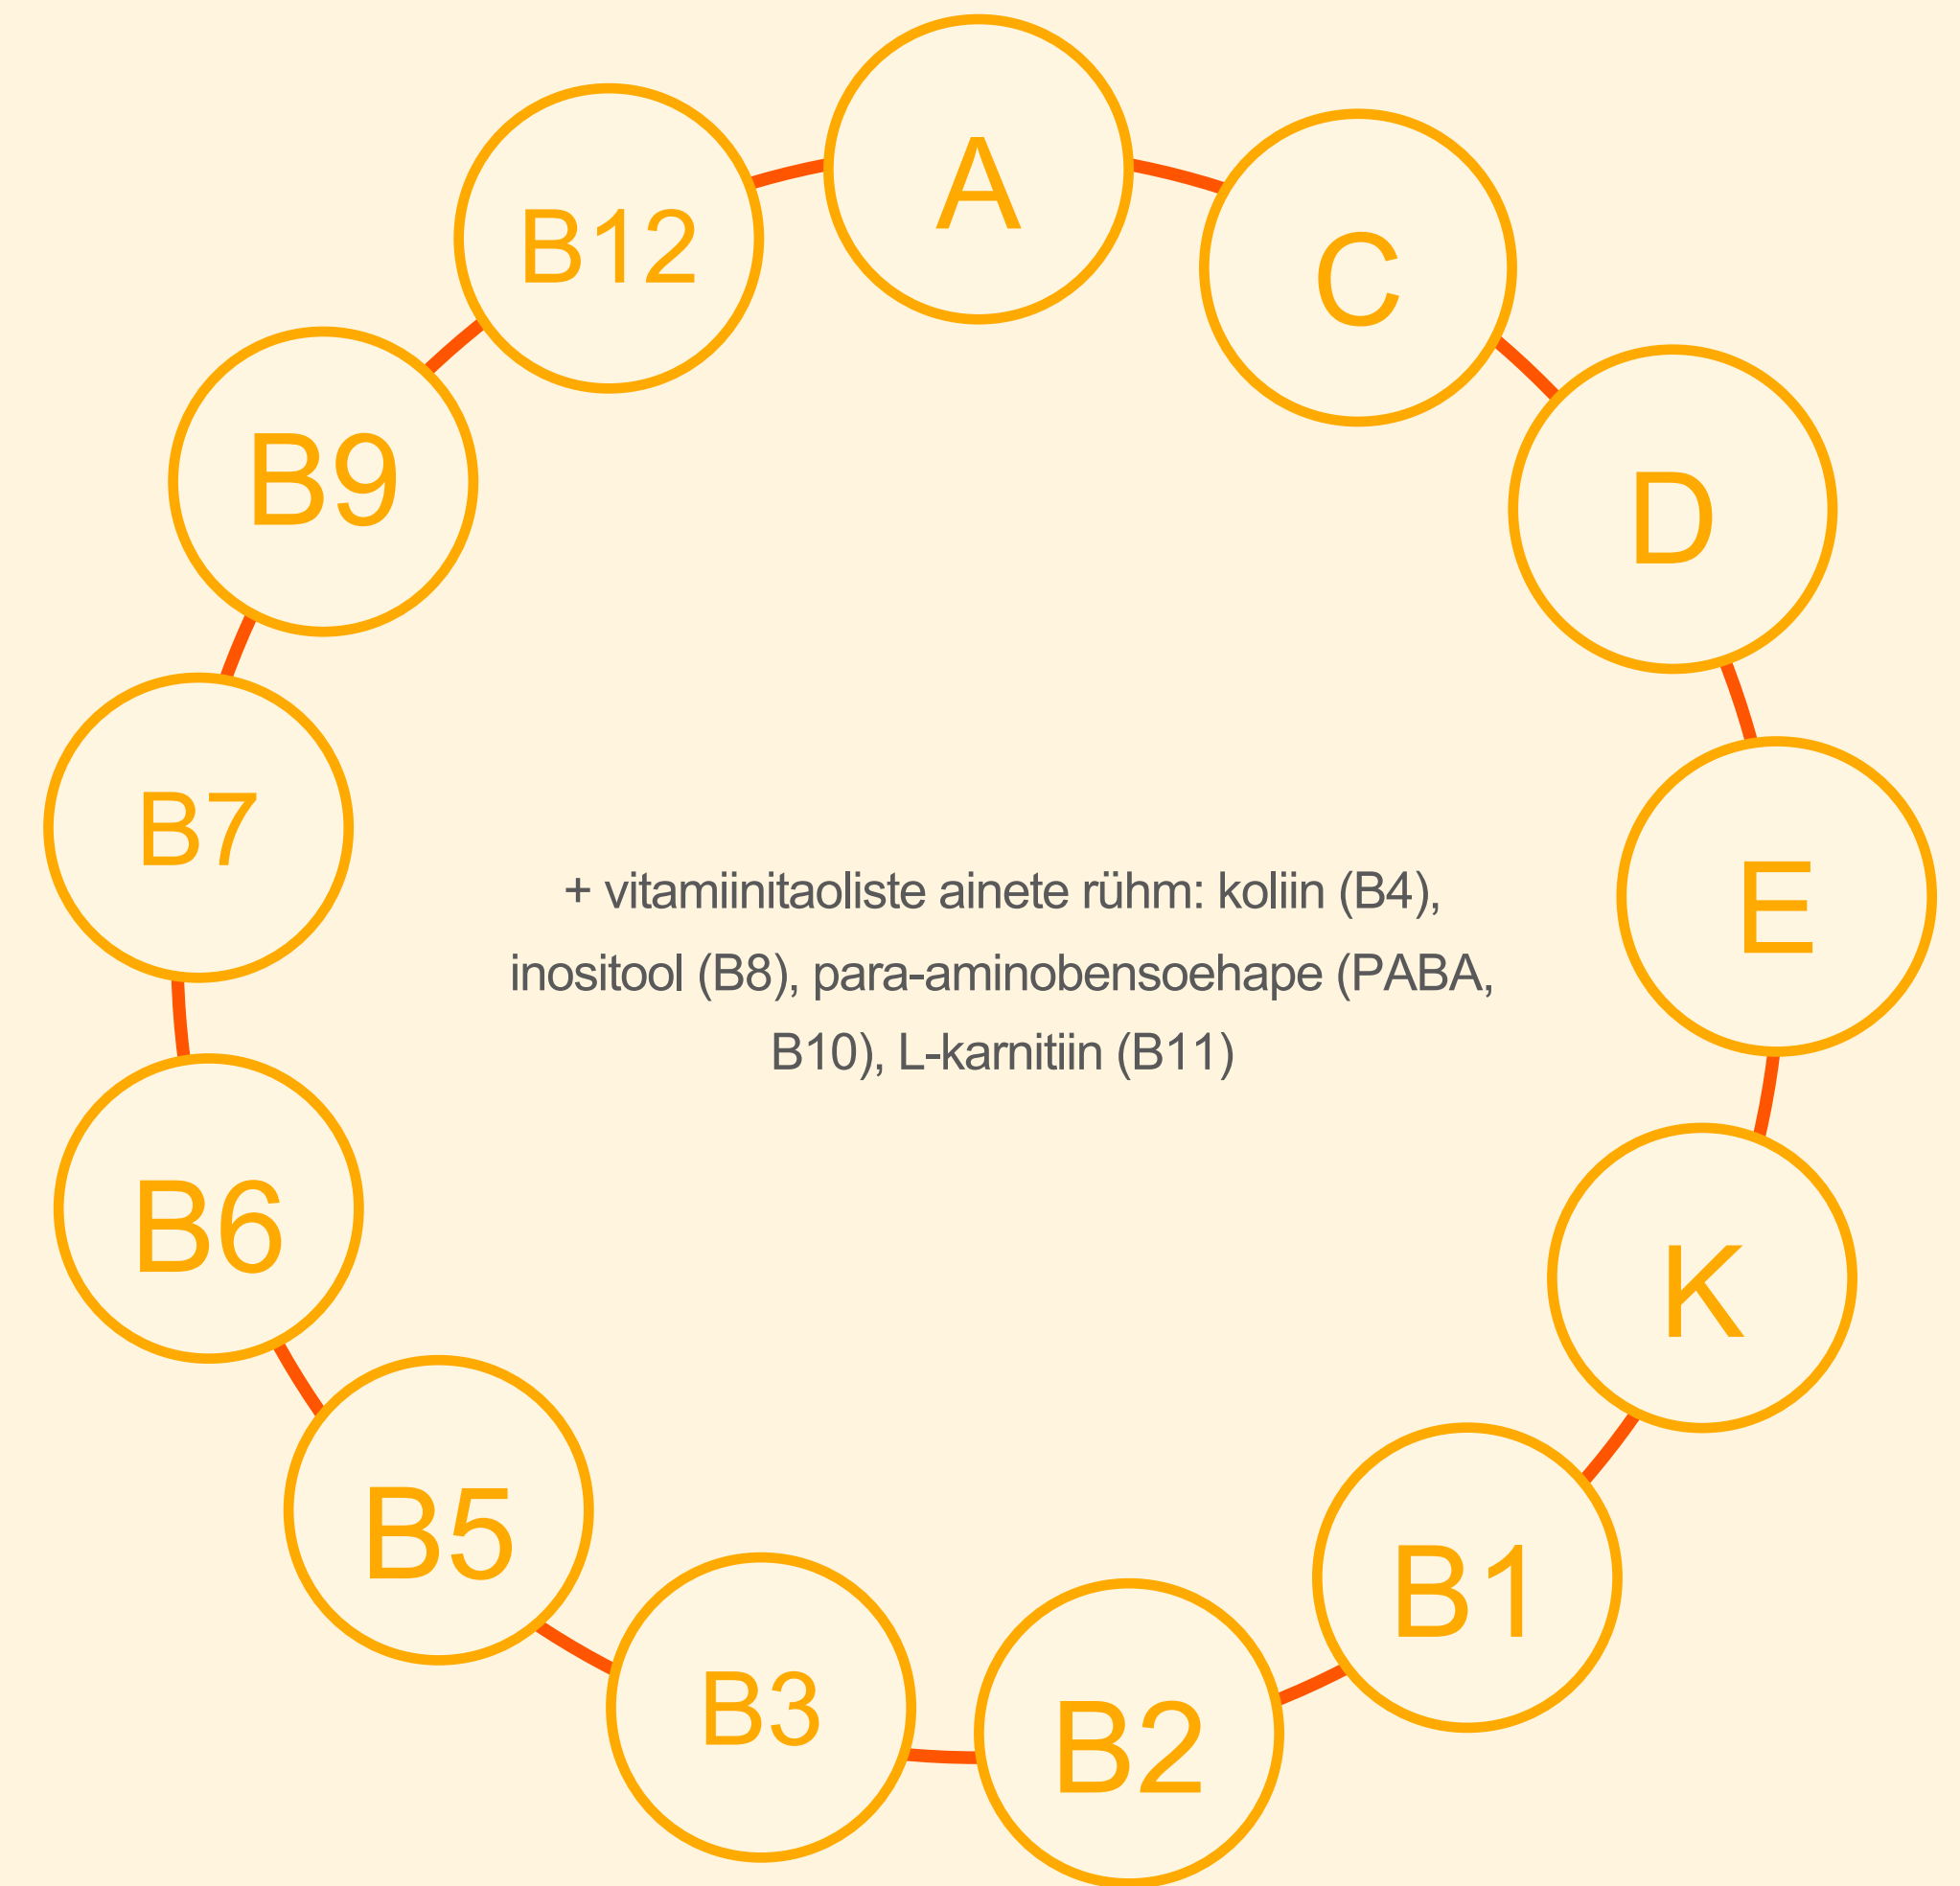 A
C
D
E
K
B1
B2
B3
B5
B6
B7
B9
B12
+ vitamiinitaoliste ainete rühm: koliin (B4),
inositool (B8), para-aminobensoehape (PABA,
B10), L-karnitiin (B11)